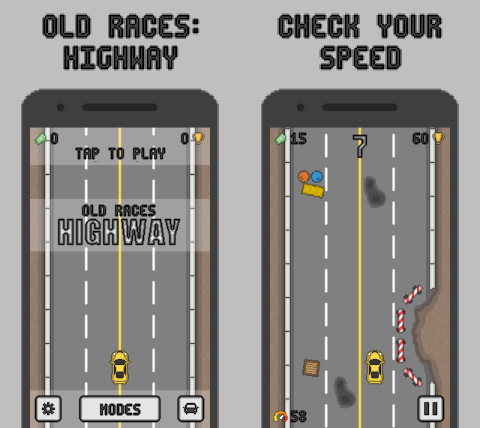 OLD RACES:
HIGHWAY
0
0
TAP TO PLAY
OLD RACES
HIGHWAY
MODES
CHECK YOUR
SPEED
15
7
60
58